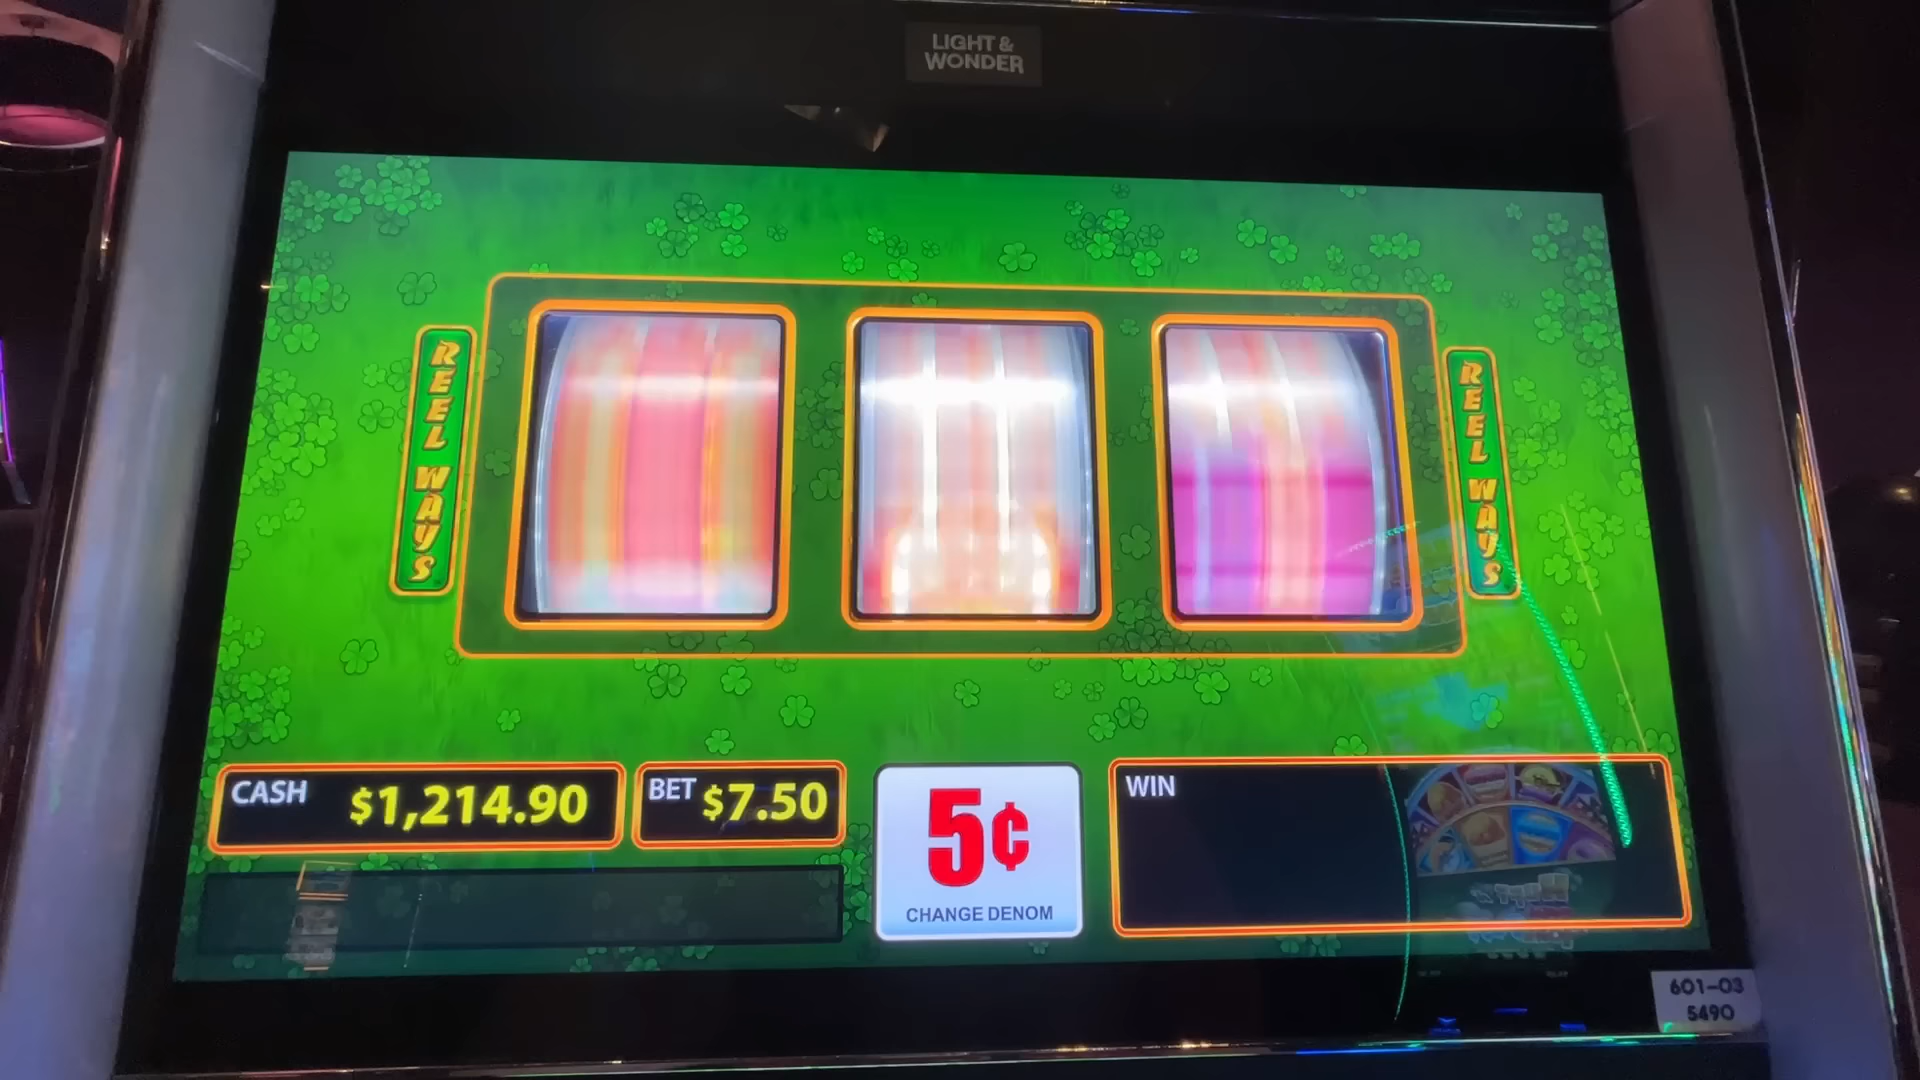 LIGHT &
WONDER
REEL WAYS
REEL WAYS
CASH $1,214.90
BET $7.50
5¢
CHANGE DENOM
WIN
601-03
5490